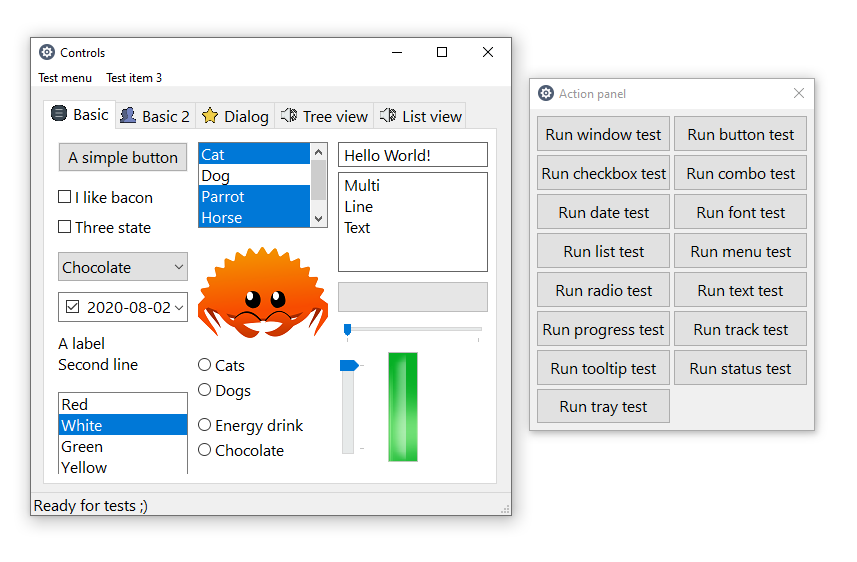 Controls
Test menu Test item 3
Basic Basic 2 Dialog Tree view List view
A simple button
I like bacon
Three state
Chocolate
2020-08-02
A label
Second line
Red
White
Green
Yellow
Cat
Dog
Parrot
Horse
Cats
Dogs
Energy drink
Chocolate
Hello World!
Multi
Line
Text
Ready for tests ;)
Action panel
Run window test Run button test
Run checkbox test Run combo test
Run date test Run font test
Run list test Run menu test
Run radio test Run text test
Run progress test Run track test
Run tooltip test Run status test
Run tray test